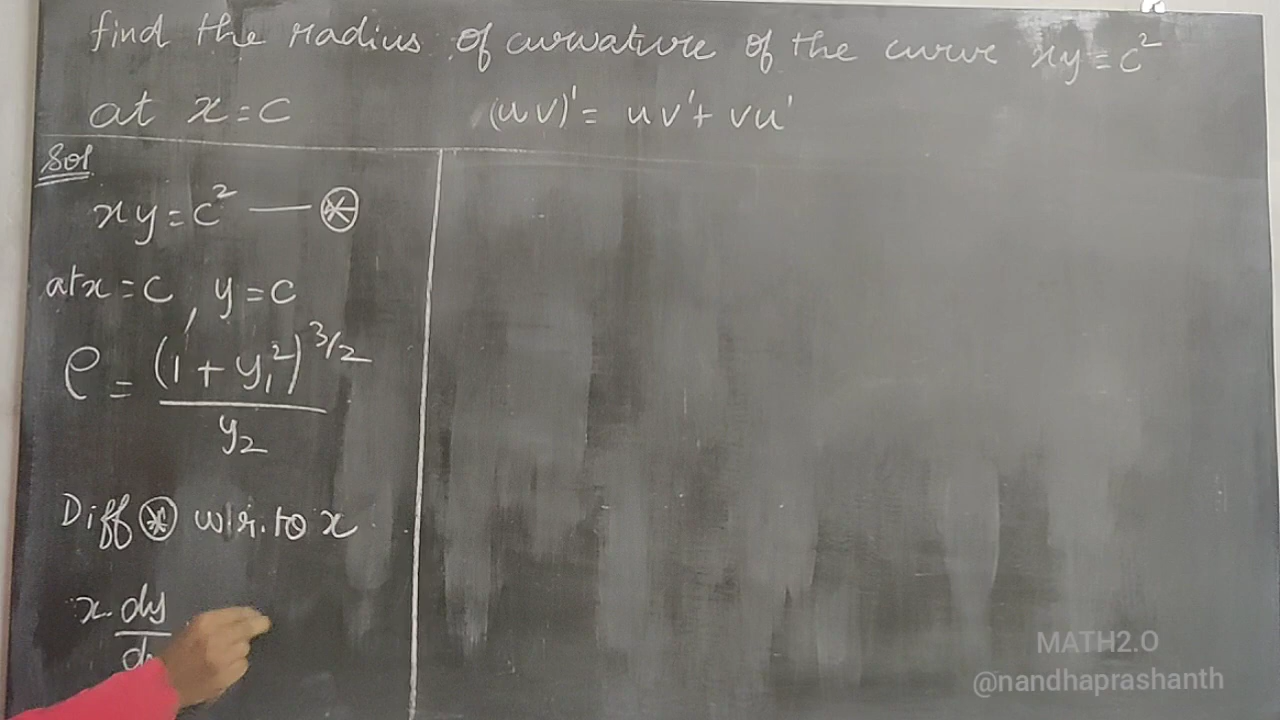 find the radius of curvature of the curve xy = c²
at x = c (uv)' = uv' + vu'
Sol
xy = c² — ⊛
at x = c, y = c
ρ = (1 + y₁²)^3/2
y₂
Diff ⊛ w.r.to x
x. dy
MATH2.O
@nandhaprashanth